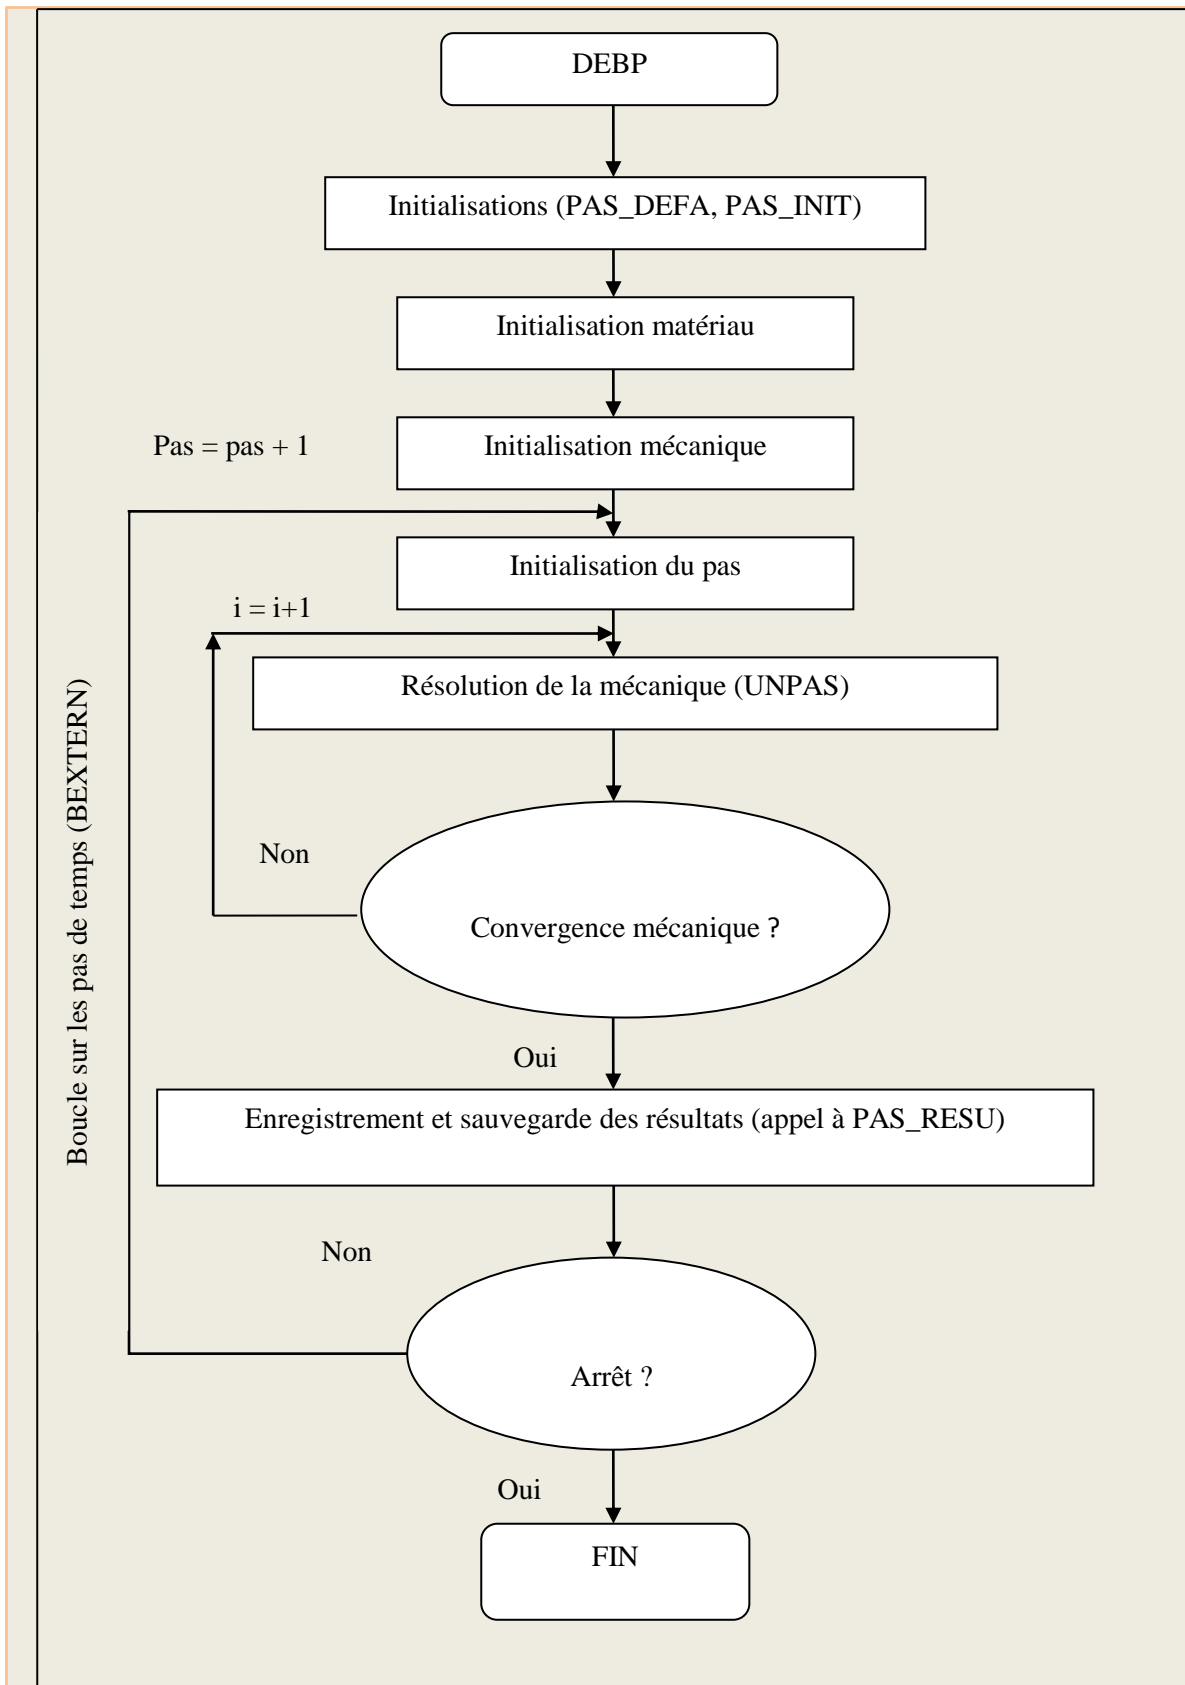 DEBP
Initialisations (PAS_DEFA, PAS_INIT)
Initialisation matériau
Pas = pas + 1
Initialisation mécanique
Initialisation du pas
i = i+1
Résolution de la mécanique (UNPAS)
Boucle sur les pas de temps (BEXTERN)
Non
Convergence mécanique ?
Oui
Enregistrement et sauvegarde des résultats (appel à PAS_RESU)
Non
Arrêt ?
Oui
FIN